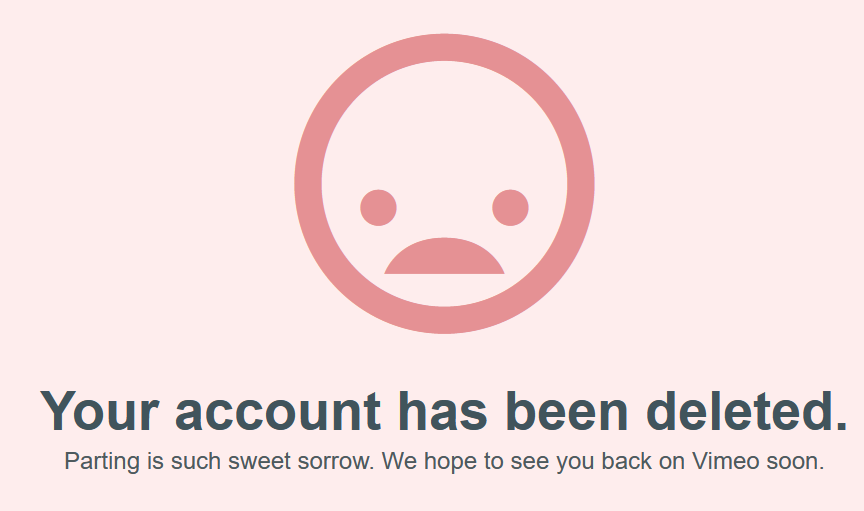 Your account has been deleted.
Parting is such sweet sorrow. We hope to see you back on Vimeo soon.